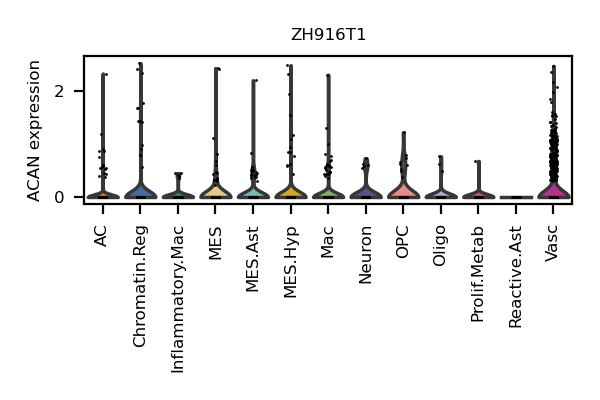 ZH916T1
ACAN expression
2
0
AC
Chromatin.Reg
Inflammatory.Mac
MES
MES.Ast
MES.Hyp
Mac
Neuron
OPC
Oligo
Prolif.Metab
Reactive.Ast
Vasc